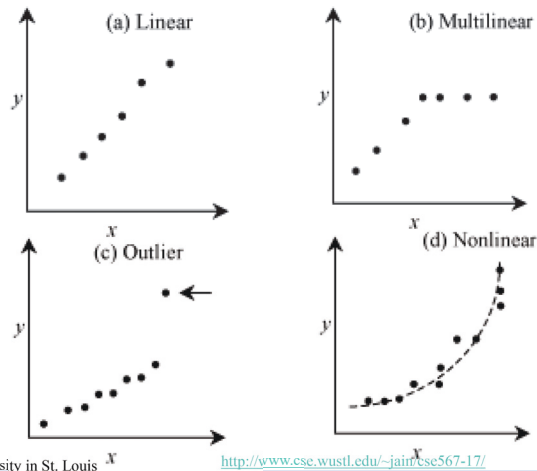 (a) Linear
y
x
(b) Multilinear
y
x
(c) Outlier
y
x
(d) Nonlinear
y
x
sity in St. Louis
http://www.cse.wustl.edu/~jain/cse567-17/